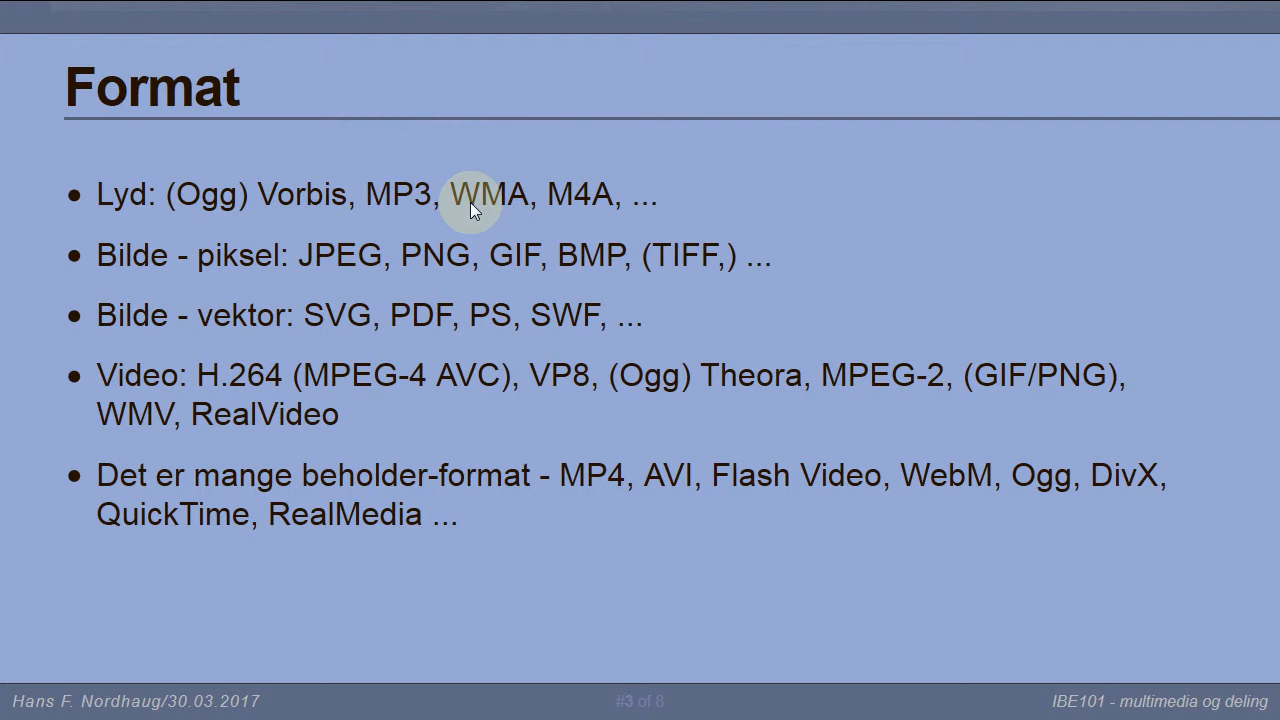 Format
Lyd: (Ogg) Vorbis, MP3, WMA, M4A, ...
Bilde - piksel: JPEG, PNG, GIF, BMP, (TIFF,) ...
Bilde - vektor: SVG, PDF, PS, SWF, ...
Video: H.264 (MPEG-4 AVC), VP8, (Ogg) Theora, MPEG-2, (GIF/PNG),
WMV, RealVideo
Det er mange beholder-format - MP4, AVI, Flash Video, WebM, Ogg, DivX,
QuickTime, RealMedia ...
Hans F. Nordhaug/30.03.2017
#3 of 8
IBE101 - multimedia og deling